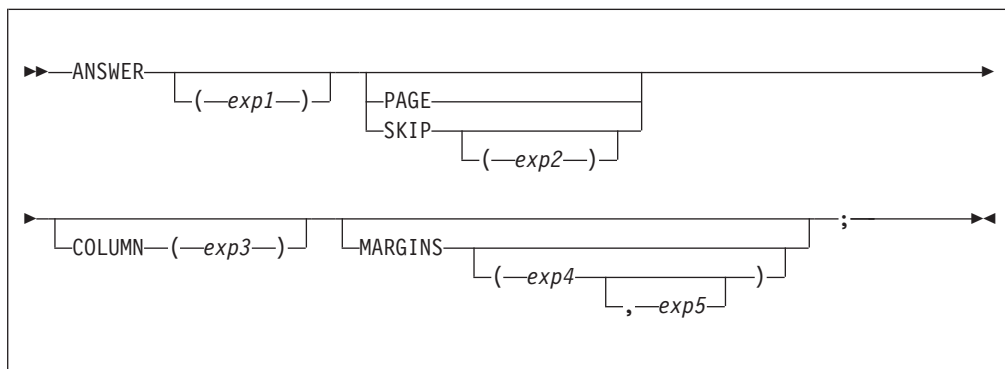 ANSWER
( exp1 )
PAGE
SKIP
( exp2 )
COLUMN ( exp3 )
MARGINS
( exp4
, exp5
)
;